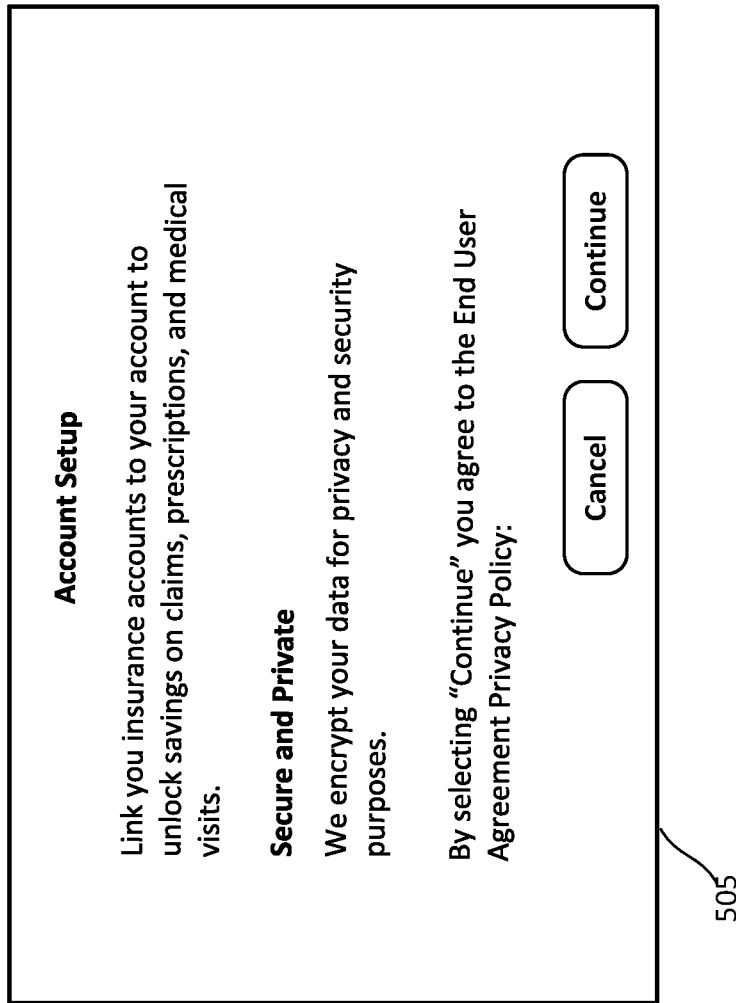 Account Setup
Link you insurance accounts to your account to
unlock savings on claims, prescriptions, and medical
visits.
Secure and Private
We encrypt your data for privacy and security
purposes.
By selecting “Continue” you agree to the End User
Agreement Privacy Policy:
Cancel
Continue
505